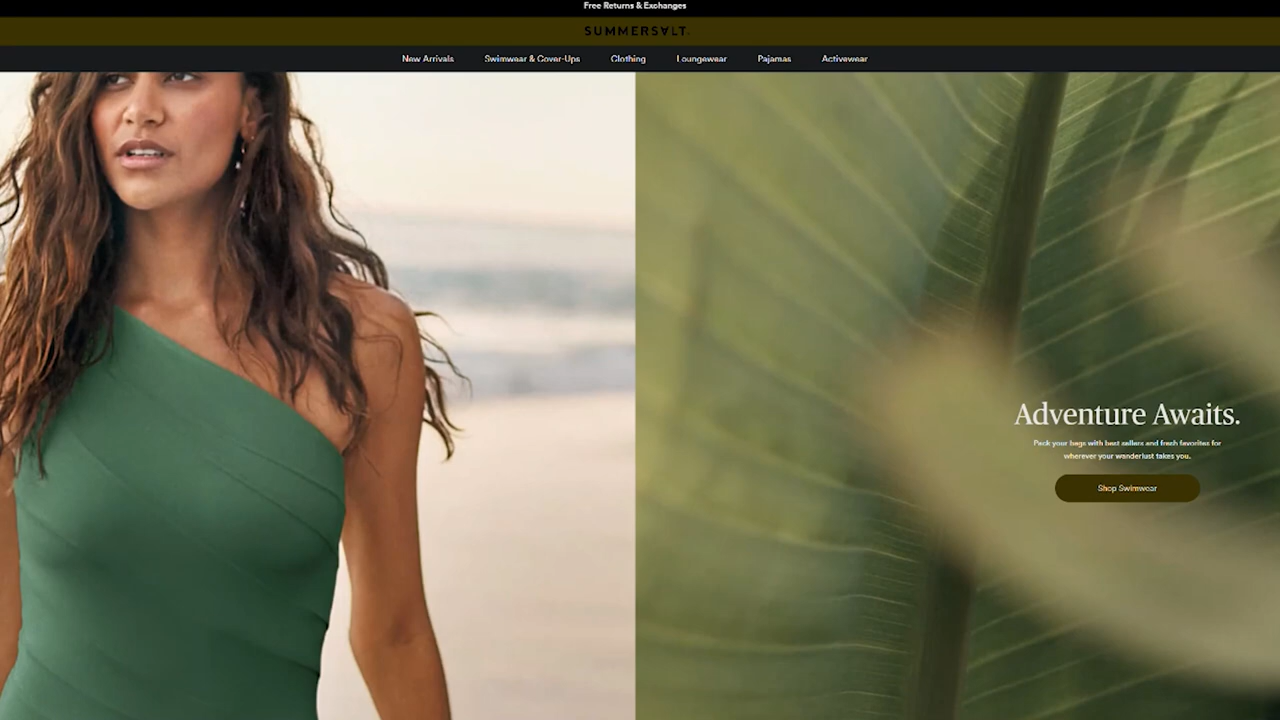 Free Returns & Exchanges
SUMMERSALT.
New Arrivals Swimwear & Cover-Ups Clothing Loungewear Pajamas Activewear
Adventure Awaits.
Pack your bags with best sellers and fresh favorites for
wherever your wanderlust takes you.
Shop Swimwear